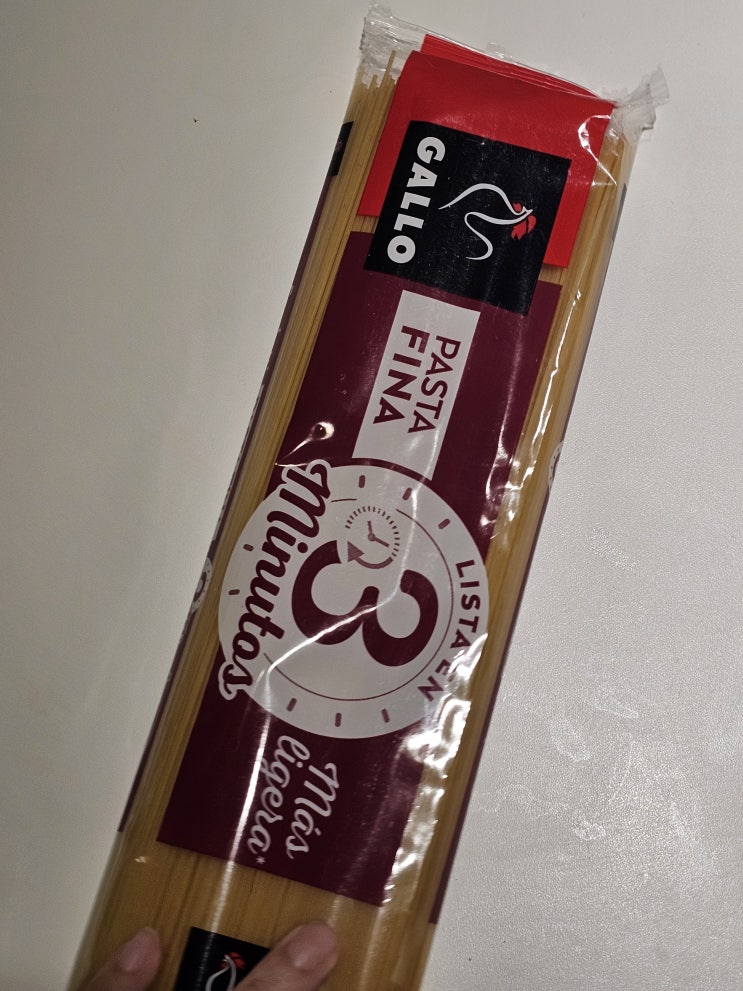 GALLO
PASTA
FINA
LISTA EN
3
Minutos
Más
ligera*